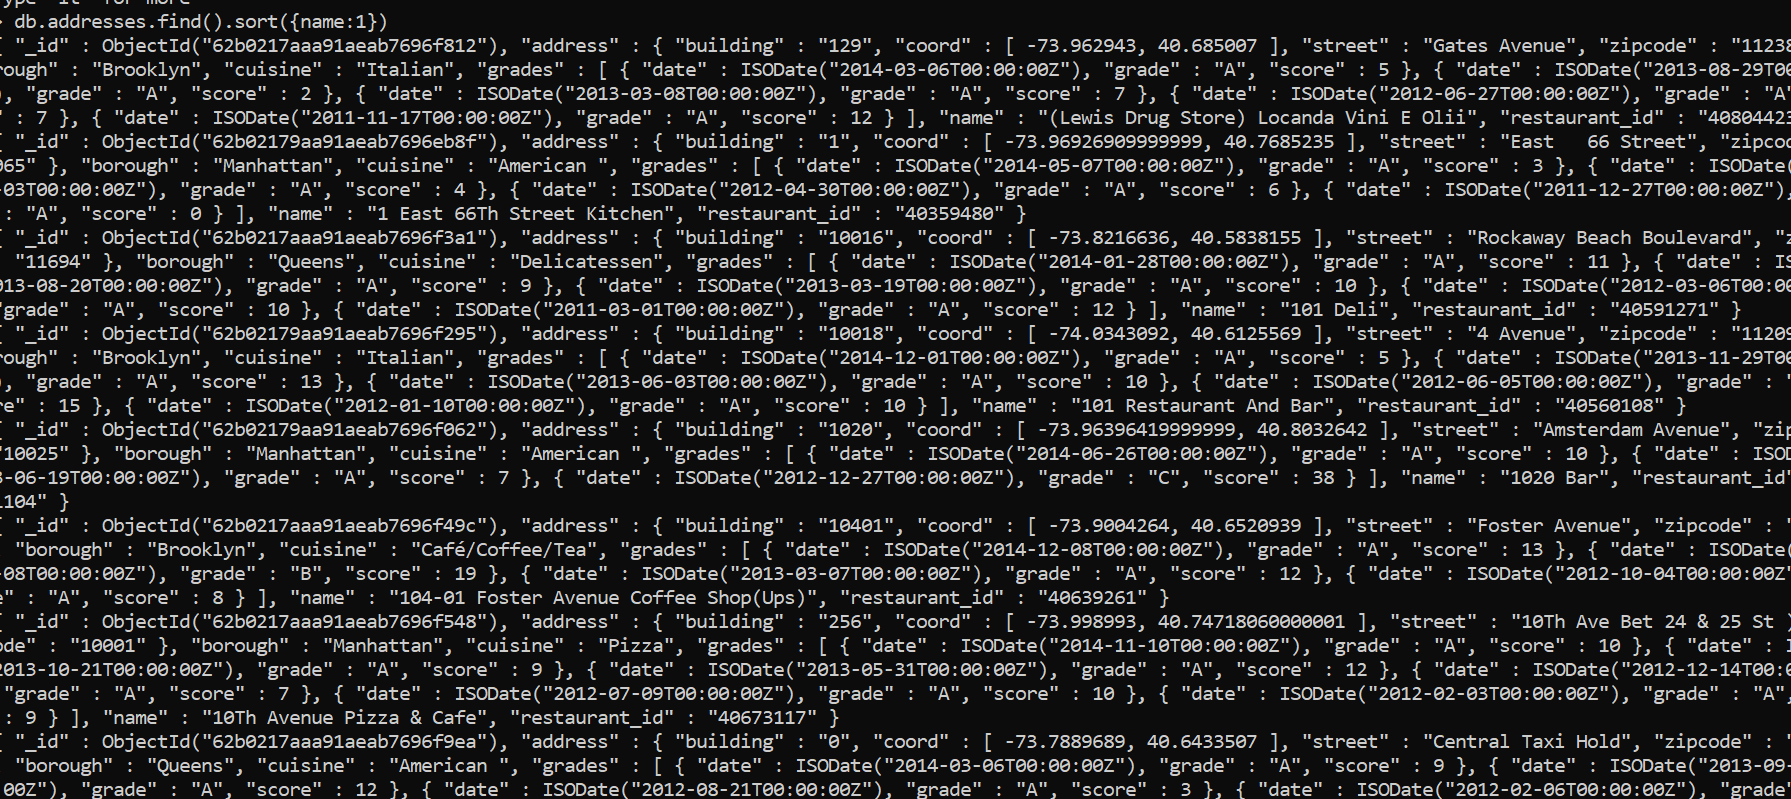 ype "it" for more
> db.addresses.find().sort({name:1})
{ "_id" : ObjectId("62b0217aaa91aeab7696f812"), "address" : { "building" : "129", "coord" : [ -73.962943, 40.685007 ], "street" : "Gates Avenue", "zipcode" : "11238
rough" : "Brooklyn", "cuisine" : "Italian", "grades" : [ { "date" : ISODate("2014-03-06T00:00:00Z"), "grade" : "A", "score" : 5 }, { "date" : ISODate("2013-08-29T00:00
), "grade" : "A", "score" : 2 }, { "date" : ISODate("2013-03-08T00:00:00Z"), "grade" : "A", "score" : 7 }, { "date" : ISODate("2012-06-27T00:00:00Z"), "grade" : "A"
" : 7 }, { "date" : ISODate("2011-11-17T00:00:00Z"), "grade" : "A", "score" : 12 } ], "name" : "(Lewis Drug Store) Locanda Vini E Olii", "restaurant_id" : "40804423
{ "_id" : ObjectId("62b0179aaa91aeab7696eb8f"), "address" : { "building" : "1", "coord" : [ -73.96926909999999, 40.7685235 ], "street" : "East   66 Street", "zipcod
065" }, "borough" : "Manhattan", "cuisine" : "American ", "grades" : [ { "date" : ISODate("2014-05-07T00:00:00Z"), "grade" : "A", "score" : 3 }, { "date" : ISODate(
-03T00:00:00Z"), "grade" : "A", "score" : 4 }, { "date" : ISODate("2012-04-30T00:00:00Z"), "grade" : "A", "score" : 6 }, { "date" : ISODate("2011-12-27T00:00:00Z"),
: "A", "score" : 0 } ], "name" : "1 East 66Th Street Kitchen", "restaurant_id" : "40359480" }
{ "_id" : ObjectId("62b0217aaa91aeab7696f3a1"), "address" : { "building" : "10016", "coord" : [ -73.8216636, 40.5838155 ], "street" : "Rockaway Beach Boulevard", "z
"11694" }, "borough" : "Queens", "cuisine" : "Delicatessen", "grades" : [ { "date" : ISODate("2014-01-28T00:00:00Z"), "grade" : "A", "score" : 11 }, { "date" : IS
013-08-20T00:00:00Z"), "grade" : "A", "score" : 9 }, { "date" : ISODate("2013-03-19T00:00:00Z"), "grade" : "A", "score" : 10 }, { "date" : ISODate("2012-03-06T00:00
"grade" : "A", "score" : 10 }, { "date" : ISODate("2011-03-01T00:00:00Z"), "grade" : "A", "score" : 12 } ], "name" : "101 Deli", "restaurant_id" : "40591271" }
{ "_id" : ObjectId("62b0179aaa91aeab7696f295"), "address" : { "building" : "10018", "coord" : [ -74.0343092, 40.6125569 ], "street" : "4 Avenue", "zipcode" : "11209
rough" : "Brooklyn", "cuisine" : "Italian", "grades" : [ { "date" : ISODate("2014-12-01T00:00:00Z"), "grade" : "A", "score" : 5 }, { "date" : ISODate("2013-11-29T00
), "grade" : "A", "score" : 13 }, { "date" : ISODate("2013-06-03T00:00:00Z"), "grade" : "A", "score" : 10 }, { "date" : ISODate("2012-06-05T00:00:00Z"), "grade" : "
re" : 15 }, { "date" : ISODate("2012-01-10T00:00:00Z"), "grade" : "A", "score" : 10 } ], "name" : "101 Restaurant And Bar", "restaurant_id" : "40560108" }
{ "_id" : ObjectId("62b0179aaa91aeab7696f062"), "address" : { "building" : "1020", "coord" : [ -73.96396419999999, 40.8032642 ], "street" : "Amsterdam Avenue", "zip
"10025" }, "borough" : "Manhattan", "cuisine" : "American ", "grades" : [ { "date" : ISODate("2014-06-26T00:00:00Z"), "grade" : "A", "score" : 10 }, { "date" : ISOD
3-06-19T00:00:00Z"), "grade" : "A", "score" : 7 }, { "date" : ISODate("2012-12-27T00:00:00Z"), "grade" : "C", "score" : 38 } ], "name" : "1020 Bar", "restaurant_id"
1104" }
{ "_id" : ObjectId("62b0217aaa91aeab7696f49c"), "address" : { "building" : "10401", "coord" : [ -73.9004264, 40.6520939 ], "street" : "Foster Avenue", "zipcode" : "
"borough" : "Brooklyn", "cuisine" : "Café/Coffee/Tea", "grades" : [ { "date" : ISODate("2014-12-08T00:00:00Z"), "grade" : "A", "score" : 13 }, { "date" : ISODate(
-08T00:00:00Z"), "grade" : "B", "score" : 19 }, { "date" : ISODate("2013-03-07T00:00:00Z"), "grade" : "A", "score" : 12 }, { "date" : ISODate("2012-10-04T00:00:00Z"
e" : "A", "score" : 8 } ], "name" : "104-01 Foster Avenue Coffee Shop(Ups)", "restaurant_id" : "40639261" }
{ "_id" : ObjectId("62b0217aaa91aeab7696f548"), "address" : { "building" : "256", "coord" : [ -73.998993, 40.74718060000001 ], "street" : "10Th Ave Bet 24 & 25 St )
ode" : "10001" }, "borough" : "Manhattan", "cuisine" : "Pizza", "grades" : [ { "date" : ISODate("2014-11-10T00:00:00Z"), "grade" : "A", "score" : 10 }, { "date" : I
2013-10-21T00:00:00Z"), "grade" : "A", "score" : 9 }, { "date" : ISODate("2013-05-31T00:00:00Z"), "grade" : "A", "score" : 12 }, { "date" : ISODate("2012-12-14T00:0
"grade" : "A", "score" : 7 }, { "date" : ISODate("2012-07-09T00:00:00Z"), "grade" : "A", "score" : 10 }, { "date" : ISODate("2012-02-03T00:00:00Z"), "grade" : "A",
: 9 } ], "name" : "10Th Avenue Pizza & Cafe", "restaurant_id" : "40673117" }
{ "_id" : ObjectId("62b0217aaa91aeab7696f9ea"), "address" : { "building" : "0", "coord" : [ -73.7889689, 40.6433507 ], "street" : "Central Taxi Hold", "zipcode" : "
"borough" : "Queens", "cuisine" : "American ", "grades" : [ { "date" : ISODate("2014-03-06T00:00:00Z"), "grade" : "A", "score" : 9 }, { "date" : ISODate("2013-09-
00Z"), "grade" : "A", "score" : 12 }, { "date" : ISODate("2012-08-21T00:00:00Z"), "grade" : "A", "score" : 3 }, { "date" : ISODate("2012-02-06T00:00:00Z"), "grade